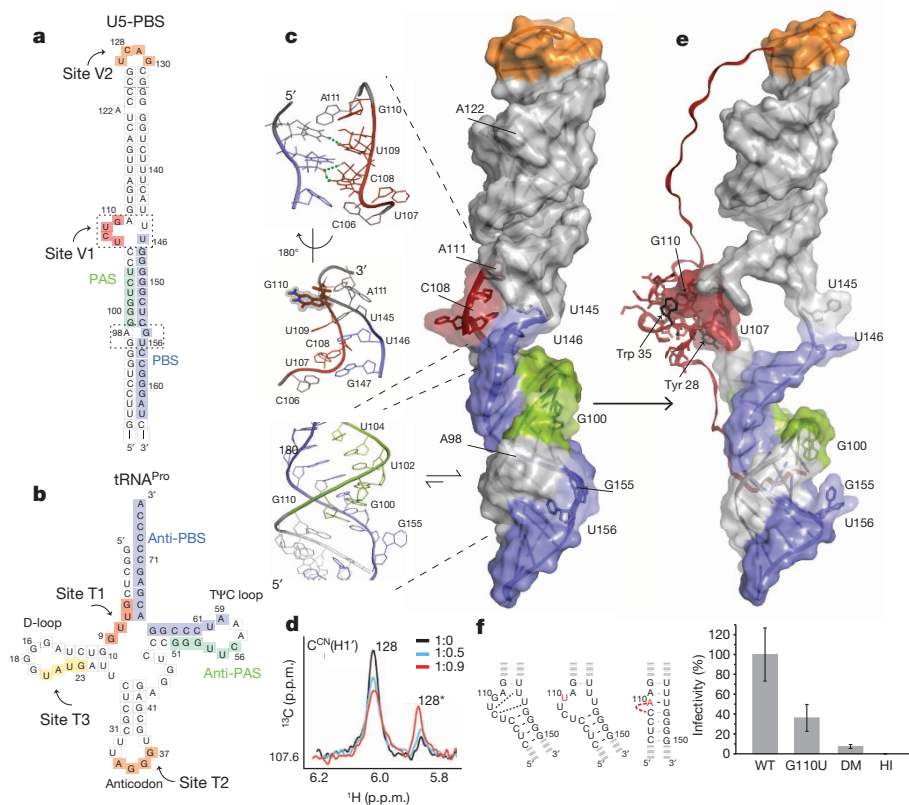 U5-PBS
a
128
C A
U G
130
Site V2
122 A
140
110
G A
U
C
U
U
146
Site V1
PAS
150
100
98 A
G
156
PBS
160
5′ 3′
b
tRNAPro
3′
A
C
C
C
C
C
G
A
G
C
A
Anti-PBS
71
5′
Site T1
D-loop
TΨC loop
59
61
9
16
18
10
23
51
56
Anti-PAS
Site T3
41
31
37
Anticodon
Site T2
c
5′
A111
G110
U109
C108
U107
C106
180°
3′
G110
A111
U109
U145
C108
U146
U107
G147
C106
U104
180
U102
G110
G100
G155
5′
A122
A111
C108
U145
U146
G100
A98
G155
U156
d
CCN(H1′)
128
1:0
1:0.5
1:0.9
128*
13C (p.p.m.)
107.6
6.2 6.0 5.8
1H (p.p.m.)
e
G110
U145
U107
U146
Trp 35
Tyr 28
G100
G155
U156
f
110
150
5′ 3′
110
150
5′ 3′
110
150
5′ 3′
Infectivity (%)
120
100
80
60
40
20
0
WT G110U DM HI